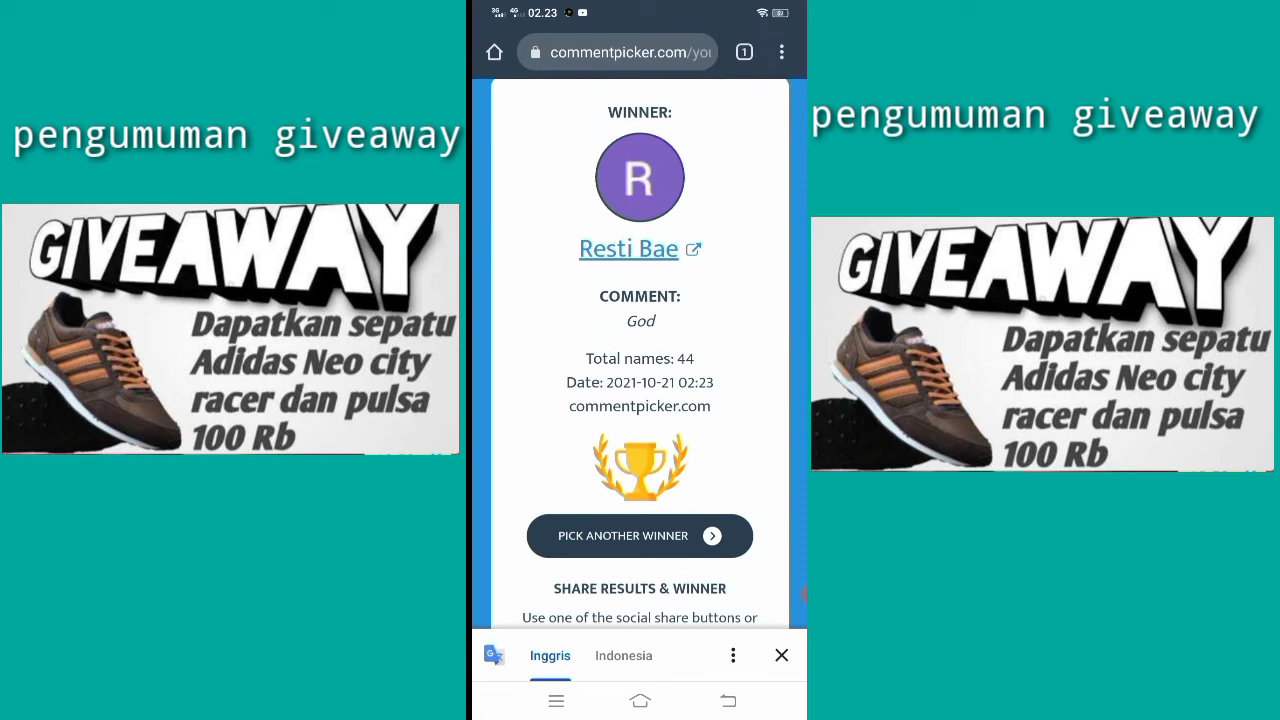 pengumuman giveaway
GIVEAWAY
Dapatkan sepatu
Adidas Neo city
racer dan pulsa
100 Rb
3G 4G 02.23
commentpicker.com/you
1
WINNER:
R
Resti Bae
COMMENT:
God
Total names: 44
Date: 2021-10-21 02:23
commentpicker.com
PICK ANOTHER WINNER
SHARE RESULTS & WINNER
Use one of the social share buttons or
Inggris Indonesia
pengumuman giveaway
GIVEAWAY
Dapatkan sepatu
Adidas Neo city
racer dan pulsa
100 Rb